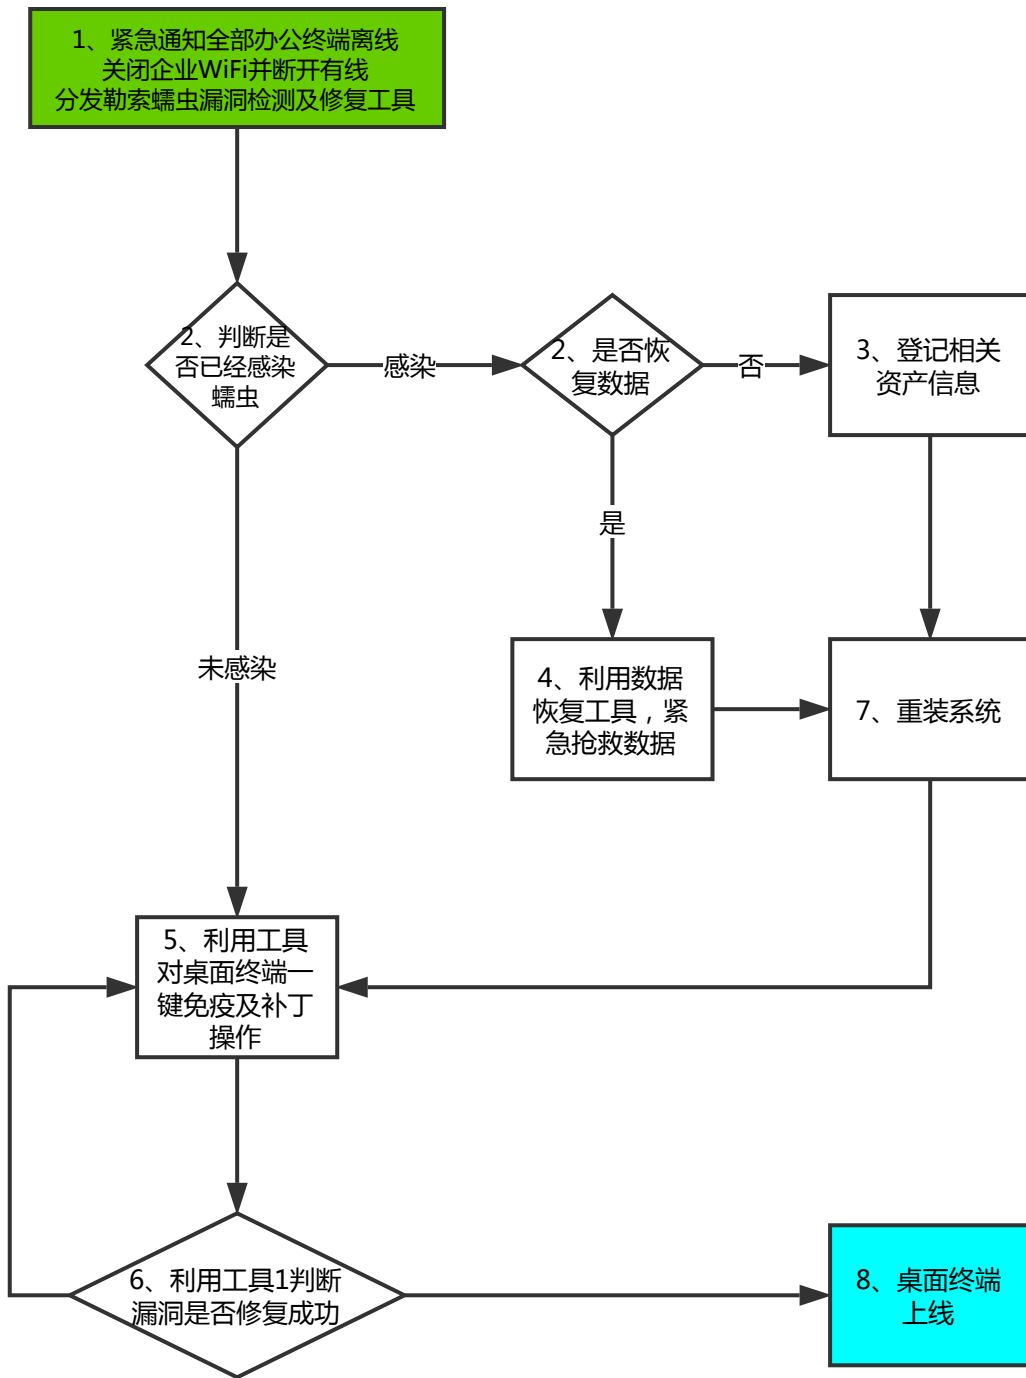 1、紧急通知全部办公终端离线
关闭企业WiFi并断开有线
分发勒索蠕虫漏洞检测及修复工具
2、判断是
否已经感染
蠕虫
感染
2、是否恢
复数据
否
3、登记相关
资产信息
是
未感染
4、利用数据
恢复工具，紧
急抢救数据
7、重装系统
5、利用工具
对桌面终端一
键免疫及补丁
操作
6、利用工具1判断
漏洞是否修复成功
8、桌面终端
上线